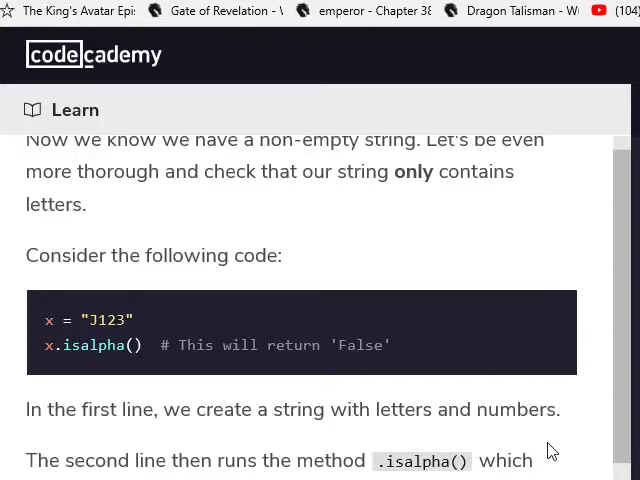 The King's Avatar Epis Gate of Revelation - W emperor - Chapter 38 Dragon Talisman - W (104)
codecademy
Learn
Now we know we have a non-empty string. Let's be even
more thorough and check that our string only contains
letters.
Consider the following code:
x = "J123"
x.isalpha()  # This will return 'False'
In the first line, we create a string with letters and numbers.
The second line then runs the method .isalpha() which